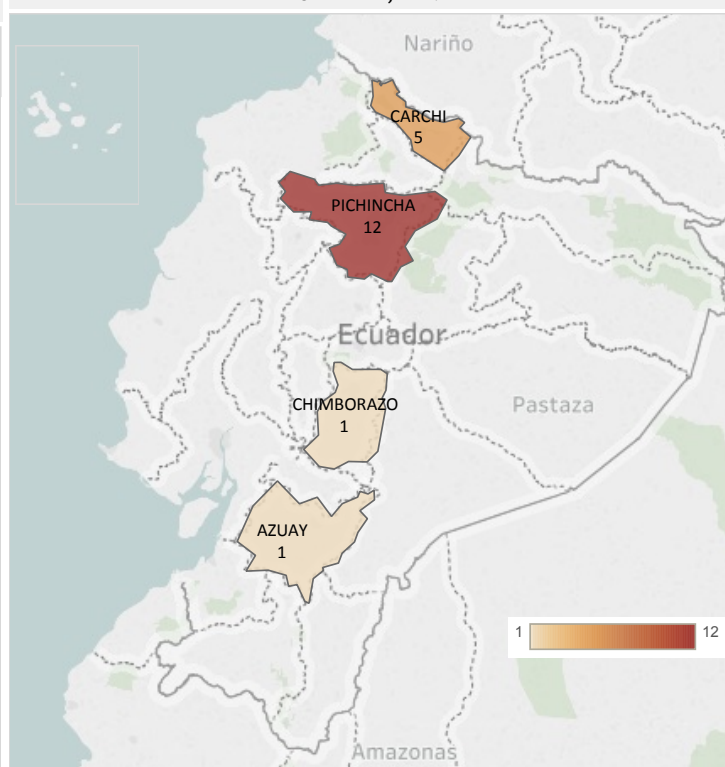 Nariño
CARCHI
5
PICHINCHA
12
Ecuador
CHIMBORAZO
1
Pastaza
AZUAY
1
1
12
Amazonas